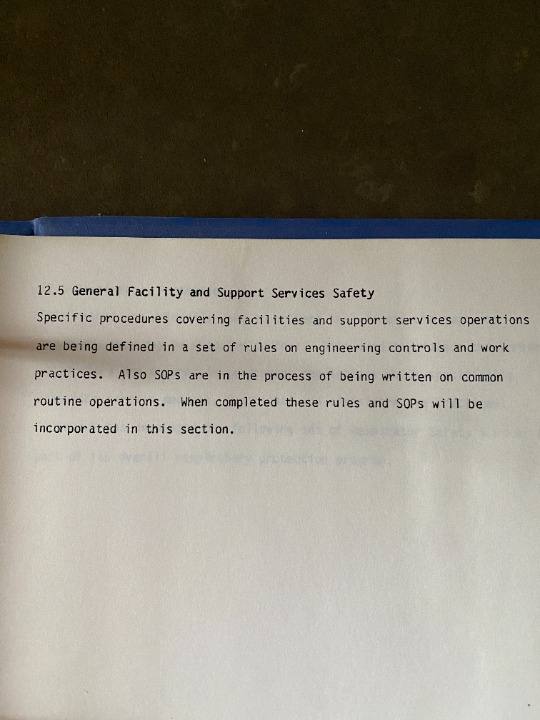 12.5 General Facility and Support Services Safety
Specific procedures covering facilities and support services operations
are being defined in a set of rules on engineering controls and work
practices.  Also SOPs are in the process of being written on common
routine operations.  When completed these rules and SOPs will be
incorporated in this section.